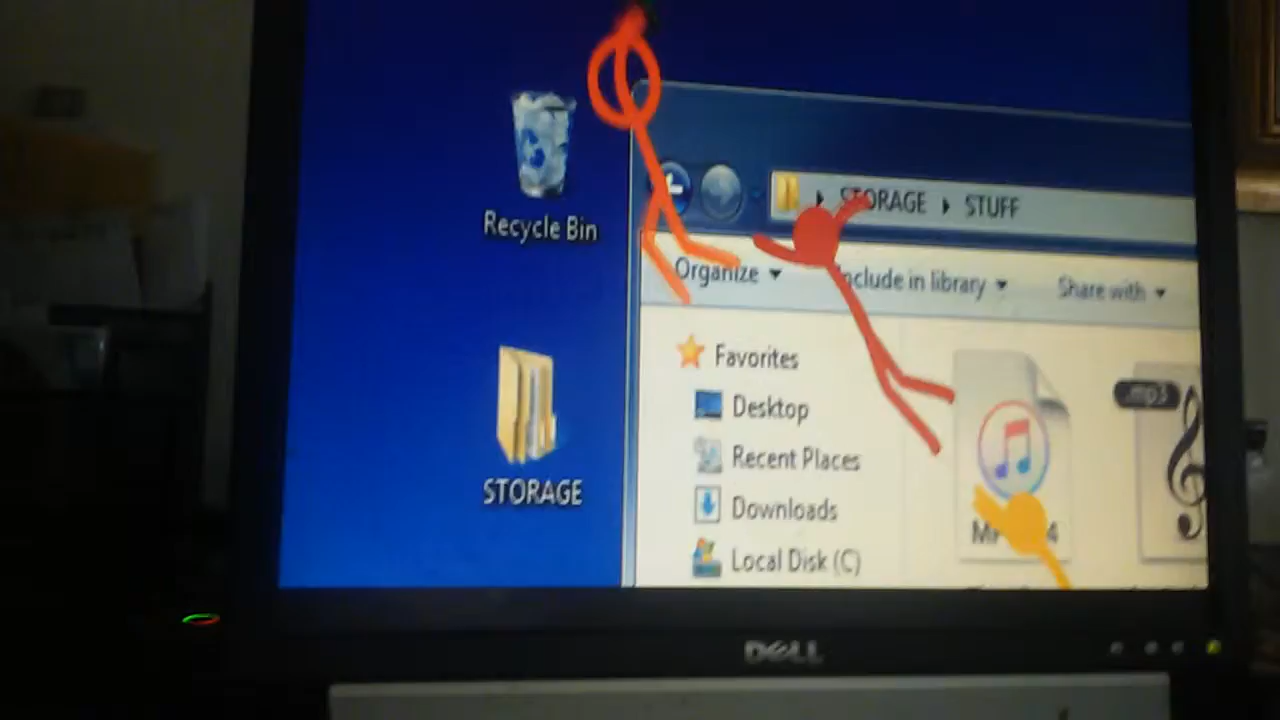 Recycle Bin
STORAGE
STORAGE STUFF
Organize
Include in library
Share with
Favorites
Desktop
Recent Places
Downloads
Local Disk (C)
.mp3
DELL